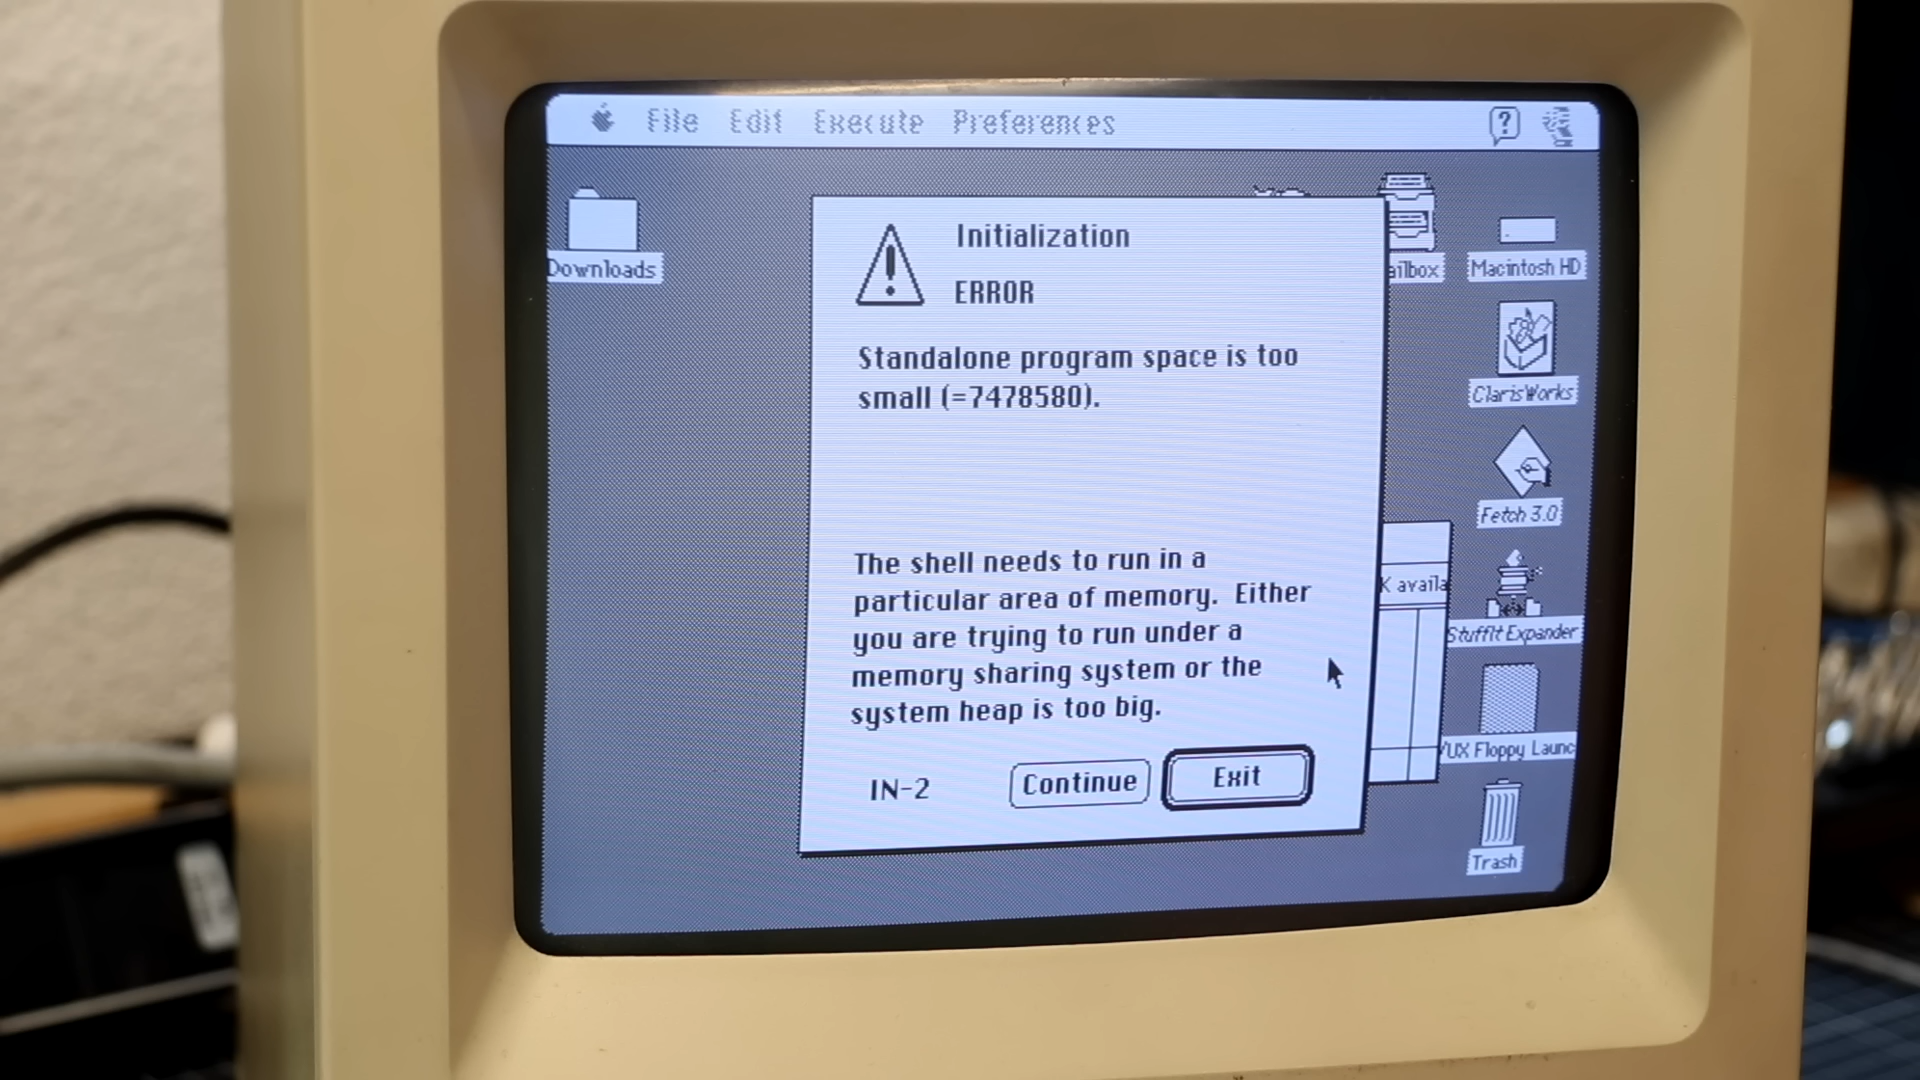 File Edit Execute Preferences
Downloads
ailbox
Macintosh HD
ClarisWorks
Fetch 3.0
StuffIt Expander
/UX Floppy Launc
Trash
K availa
Initialization
ERROR
Standalone program space is too
small (=7478580).
The shell needs to run in a
particular area of memory. Either
you are trying to run under a
memory sharing system or the
system heap is too big.
IN-2
Continue
Exit